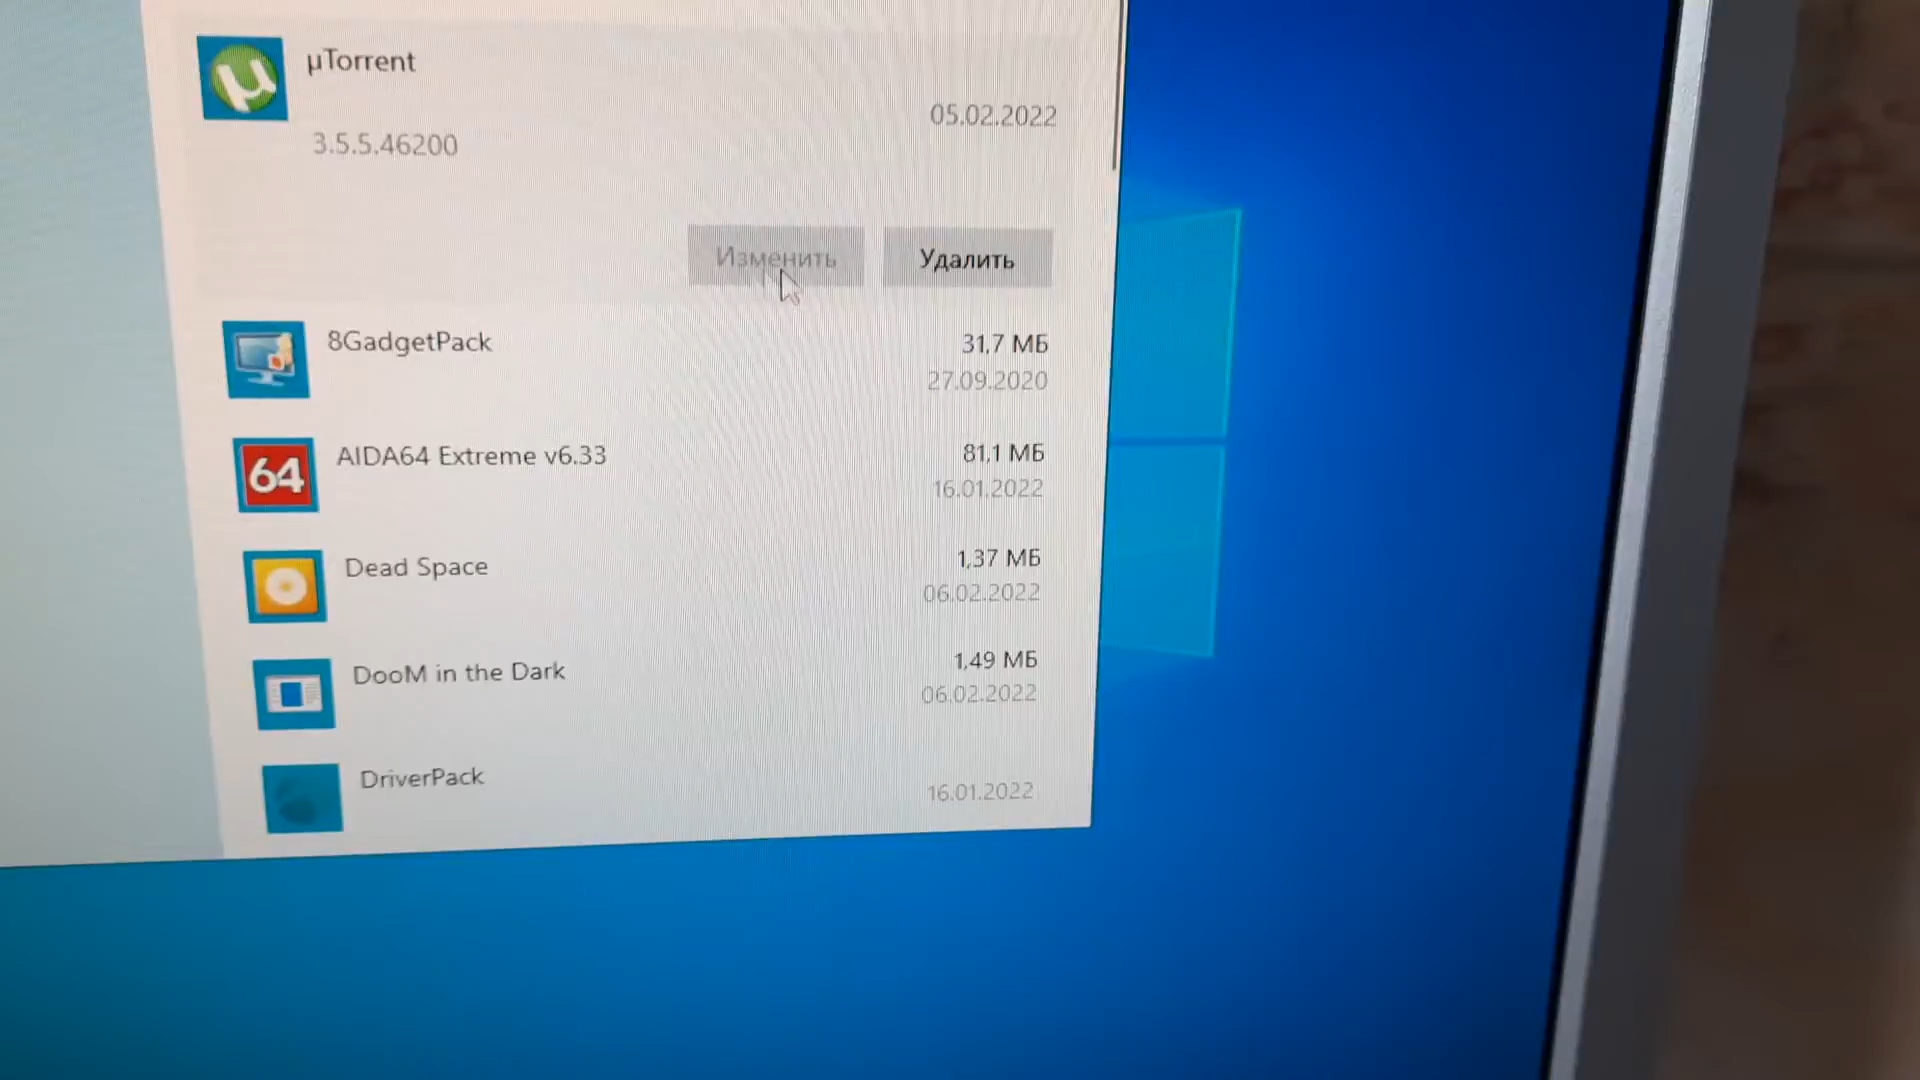 µTorrent
05.02.2022
3.5.5.46200
Изменить
Удалить
8GadgetPack
31,7 МБ
27.09.2020
64
AIDA64 Extreme v6.33
81,1 МБ
16.01.2022
Dead Space
1,37 МБ
06.02.2022
DooM in the Dark
1,49 МБ
06.02.2022
DriverPack
16.01.2022